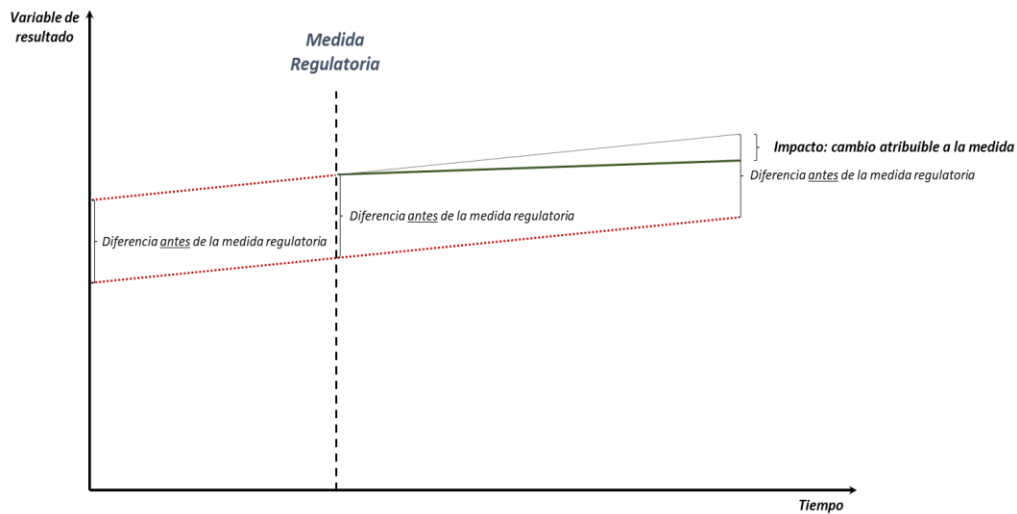 Variable de
resultado
Medida
Regulatoria
Impacto: cambio atribuible a la medida
Diferencia antes de la medida regulatoria
Diferencia antes de la medida regulatoria
Diferencia antes de la medida regulatoria
Tiempo